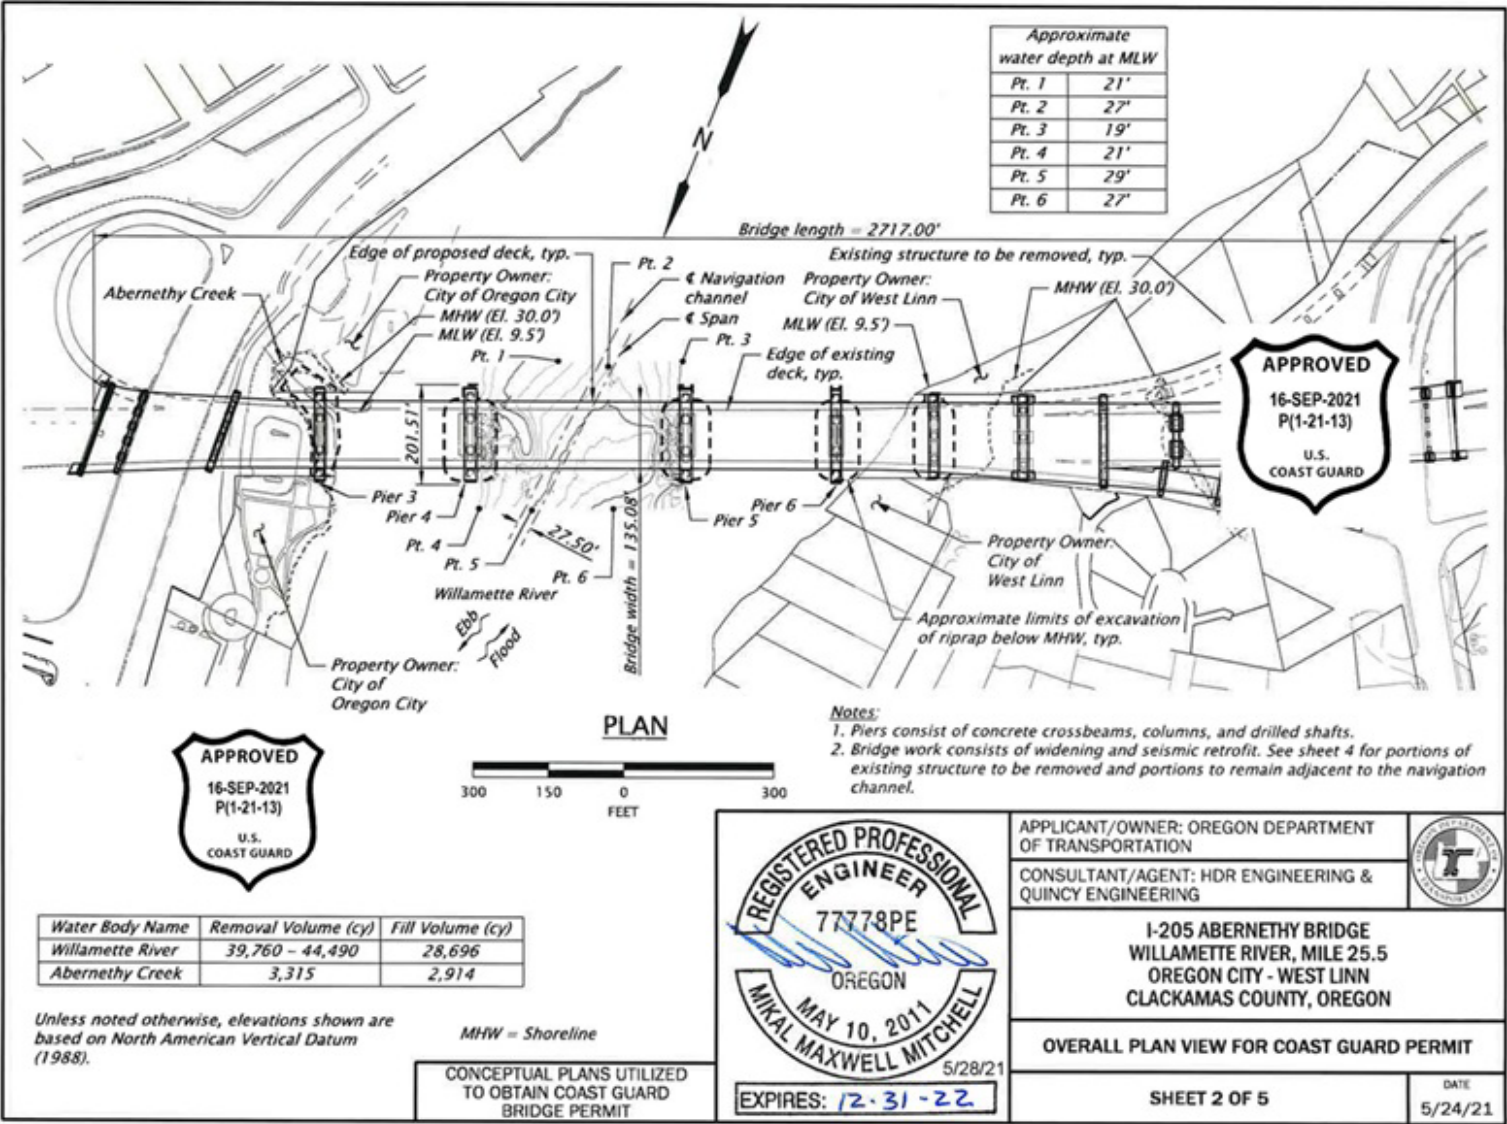 Approximate
water depth at MLW
Pt. 1 21'
Pt. 2 27'
Pt. 3 19'
Pt. 4 21'
Pt. 5 29'
Pt. 6 27'
N
Bridge length = 2717.00'
Edge of proposed deck, typ.
Pt. 2
Existing structure to be removed, typ.
Abernethy Creek
Property Owner:
City of Oregon City
MHW (El. 30.0')
MLW (El. 9.5')
Pt. 1
℄ Navigation
channel
℄ Span
Pt. 3
Property Owner:
City of West Linn
MLW (El. 9.5')
MHW (El. 30.0')
Edge of existing
deck, typ.
201.51'
APPROVED
16-SEP-2021
P(1-21-13)
U.S.
COAST GUARD
Pier 3
Pier 4
Pier 5
Pier 6
Pt. 4
Pt. 5
Pt. 6
27.50'
Bridge width = 135.08'
Willamette River
Ebb
Flood
Property Owner:
City of
West Linn
Approximate limits of excavation
of riprap below MHW, typ.
Property Owner:
City of
Oregon City
PLAN
300 150 0 300
FEET
Notes:
1. Piers consist of concrete crossbeams, columns, and drilled shafts.
2. Bridge work consists of widening and seismic retrofit. See sheet 4 for portions of
existing structure to be removed and portions to remain adjacent to the navigation
channel.
APPROVED
16-SEP-2021
P(1-21-13)
U.S.
COAST GUARD
Water Body Name Removal Volume (cy) Fill Volume (cy)
Willamette River 39,760 – 44,490 28,696
Abernethy Creek 3,315 2,914
Unless noted otherwise, elevations shown are
based on North American Vertical Datum
(1988).
MHW = Shoreline
CONCEPTUAL PLANS UTILIZED
TO OBTAIN COAST GUARD
BRIDGE PERMIT
REGISTERED PROFESSIONAL
ENGINEER
77778PE
OREGON
MAY 10, 2011
MIKAL MAXWELL MITCHELL
5/28/21
EXPIRES: 12-31-22
APPLICANT/OWNER: OREGON DEPARTMENT
OF TRANSPORTATION
CONSULTANT/AGENT: HDR ENGINEERING &
QUINCY ENGINEERING
OREGON DEPARTMENT OF TRANSPORTATION
I-205 ABERNETHY BRIDGE
WILLAMETTE RIVER, MILE 25.5
OREGON CITY - WEST LINN
CLACKAMAS COUNTY, OREGON
OVERALL PLAN VIEW FOR COAST GUARD PERMIT
SHEET 2 OF 5
DATE
5/24/21